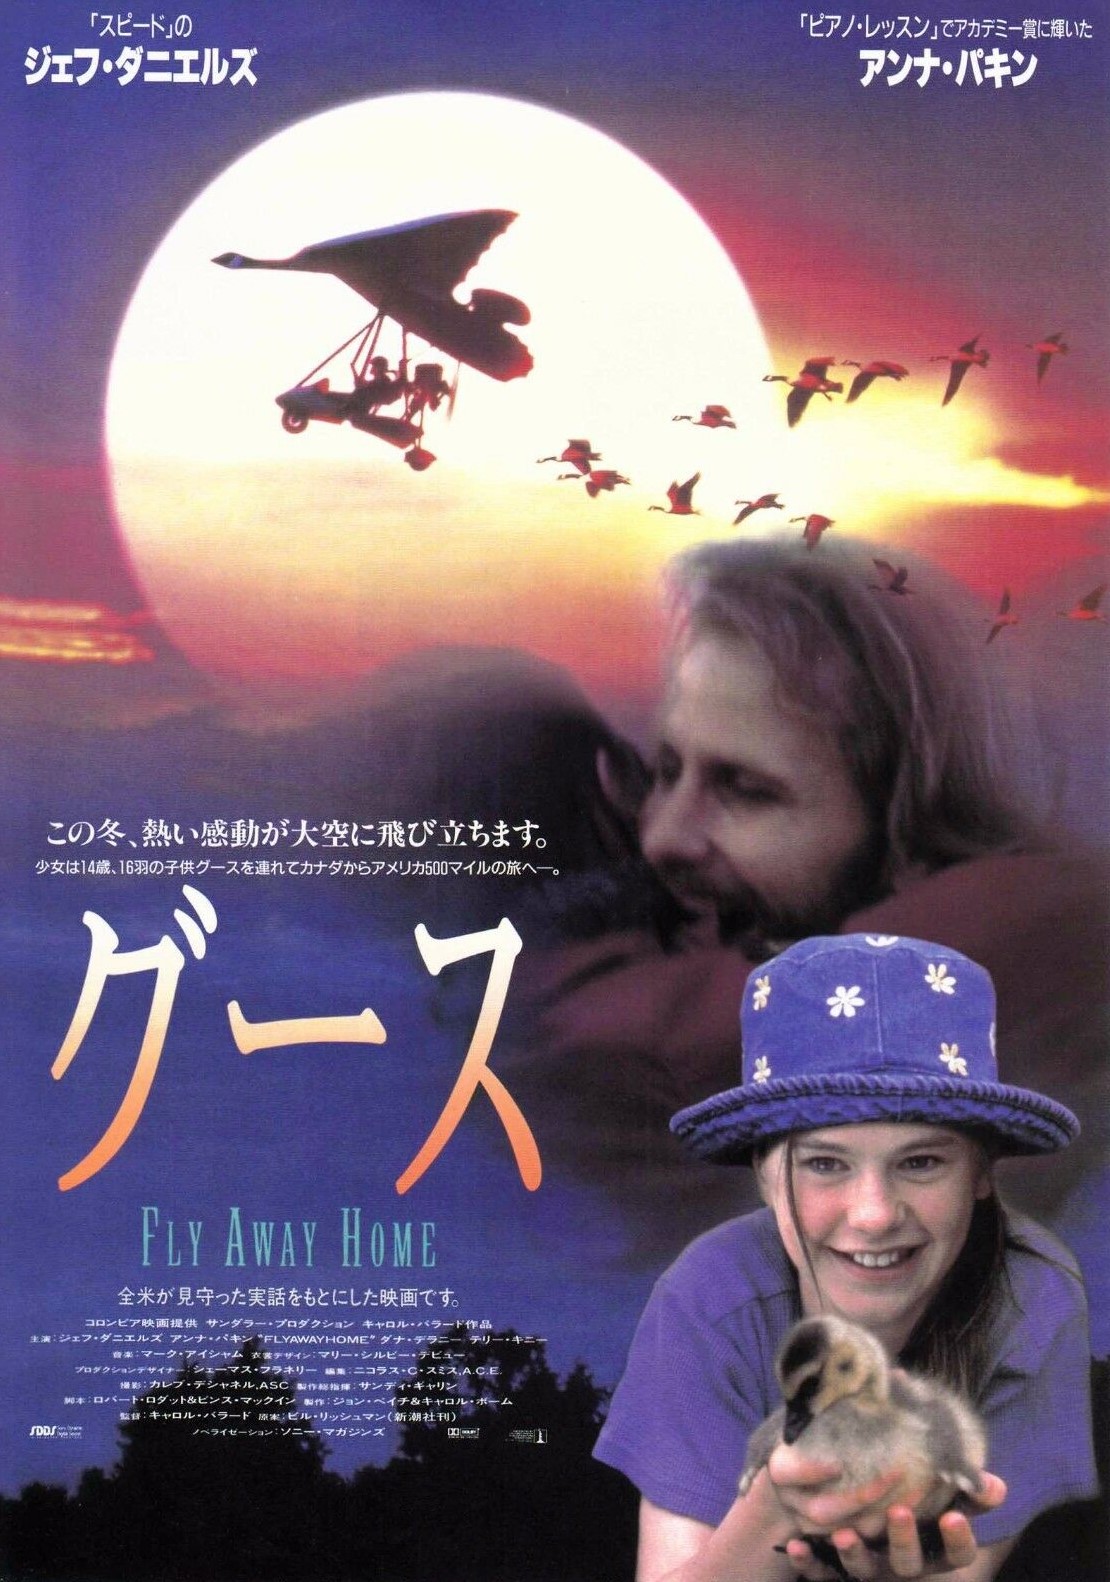 「スピード」の
ジェフ・ダニエルズ
「ピアノ・レッスン」でアカデミー賞に輝いた
アンナ・パキン
この冬、熱い感動が大空に飛び立ちます。
少女は14歳、16羽の子供グースを連れてカナダからアメリカ500マイルの旅へ―。
グース
FLY AWAY HOME
全米が見守った実話をもとにした映画です。
コロンビア映画提供 サンダラー・プロダクション キャロル・バラード作品
主演:ジェフ・ダニエルズ アンナ・パキン "FLYAWAYHOME" ダナ・デラニー テリー・キニー
音楽:マーク・アイシャム 衣裳デザイン:マリー・シルビー・デビュー
プロダクションデザイナー:シェーマス・フラネリー 編集:ニコラス・C・スミス,A.C.E.
撮影:カレブ・デシャネル,ASC 製作総指揮:サンディ・ギャリン
脚本:ロバート・ロダット&ビンス・マックイン 製作:ジョン・ベイチ&キャロル・ボーム
監督:キャロル・バラード 原案:ビル・リッシュマン(新潮社刊)
ノベライゼーション:ソニー・マガジンズ
SDDS
DOLBY